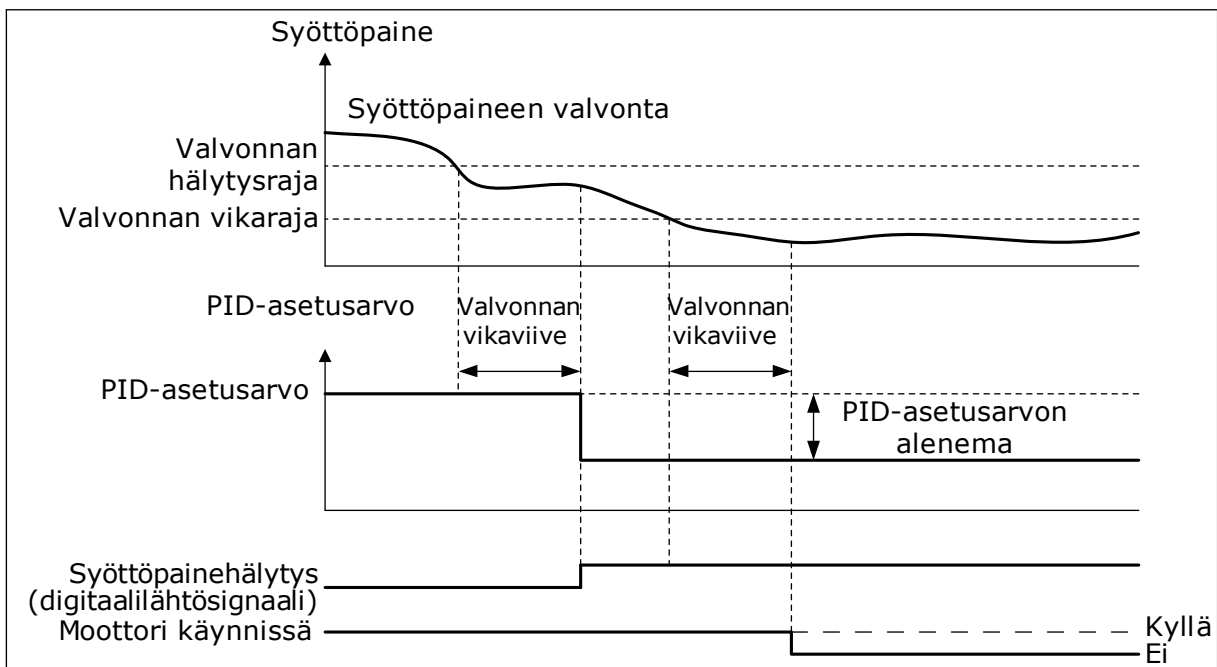 Syöttöpaine
Syöttöpaineen valvonta
Valvonnan
hälytysraja
Valvonnan vikaraja
PID-asetusarvo
Valvonnan
vikaviive
Valvonnan
vikaviive
PID-asetusarvo
PID-asetusarvon
alenema
Syöttöpainehälytys
(digitaalilähtösignaali)
Moottori käynnissä
Kyllä
Ei